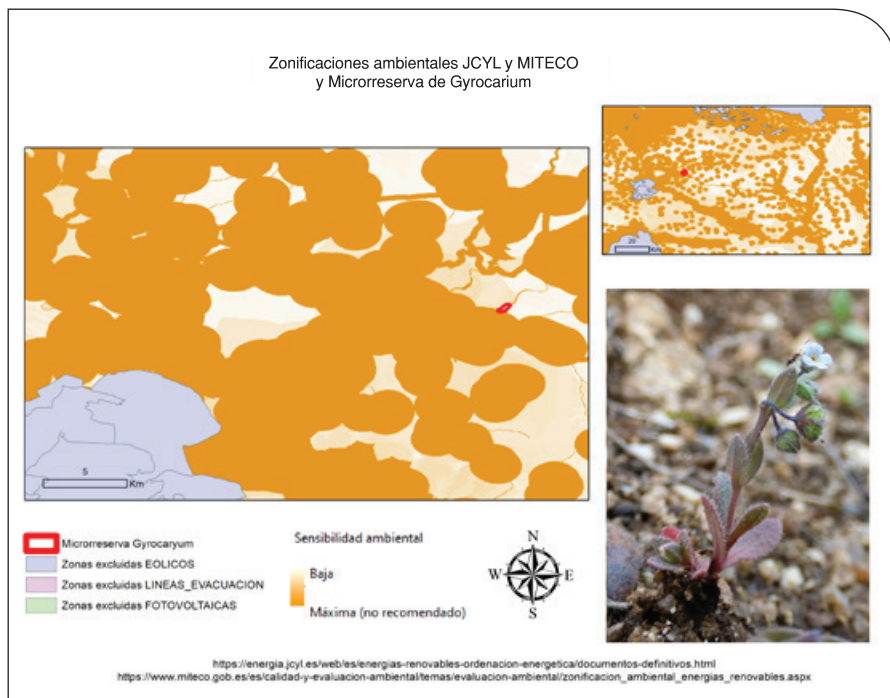 Zonificaciones ambientales JCYL y MITECO
y Microrreserva de Gyrocarium
20
Km
5
Km
Microrreserva Gyrocaryum
Zonas excluidas EOLICOS
Zonas excluidas LINEAS_EVACUACION
Zonas excluidas FOTOVOLTAICAS
Sensibilidad ambiental
Baja
Máxima (no recomendado)
N
W E
S
https://energia.jcyl.es/web/es/energias-renovables-ordenacion-energetica/documentos-definitivos.html
https://www.miteco.gob.es/es/calidad-y-evaluacion-ambiental/temas/evaluacion-ambiental/zonificacion_ambiental_energias_renovables.aspx